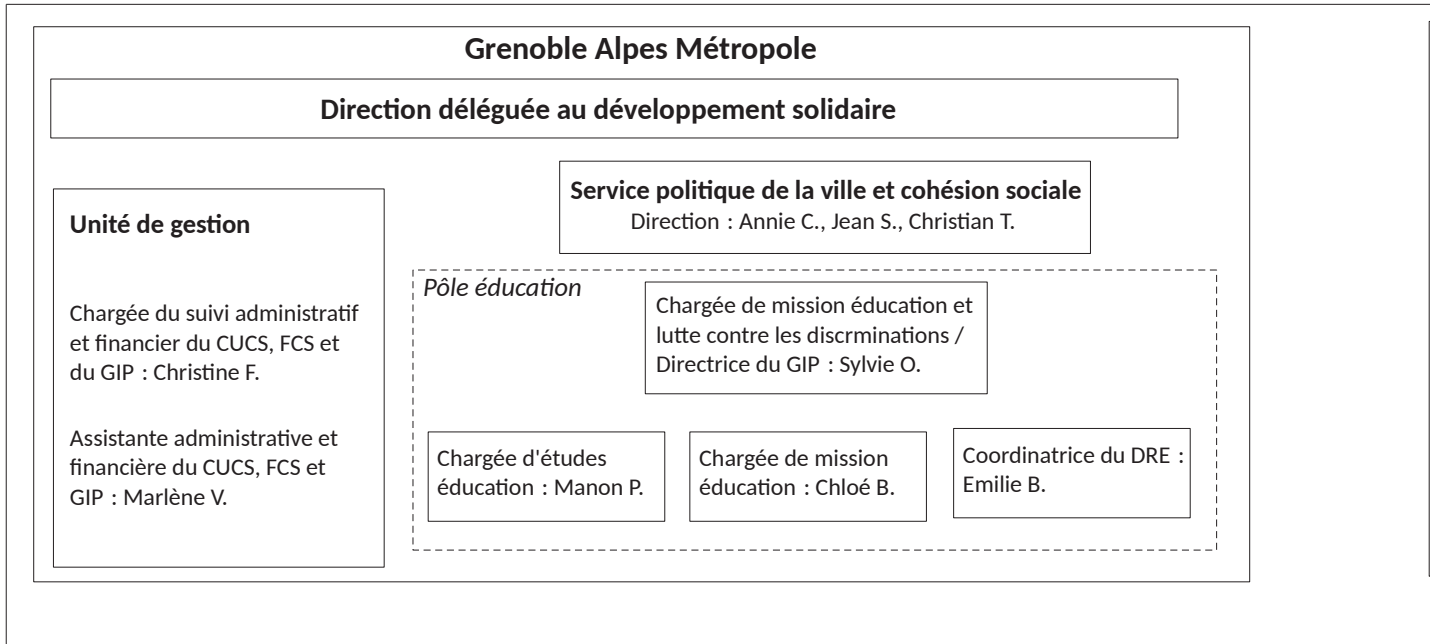 Grenoble Alpes Métropole
Direction déléguée au développement solidaire
Service politique de la ville et cohésion sociale
Direction : Annie C., Jean S., Christian T.
Unité de gestion
Chargée du suivi administratif
et financier du CUCS, FCS et
du GIP : Christine F.
Assistante administrative et
financière du CUCS, FCS et
GIP : Marlène V.
Pôle éducation
Chargée de mission éducation et
lutte contre les discrminations /
Directrice du GIP : Sylvie O.
Chargée d'études
éducation : Manon P.
Chargée de mission
éducation : Chloé B.
Coordinatrice du DRE :
Emilie B.